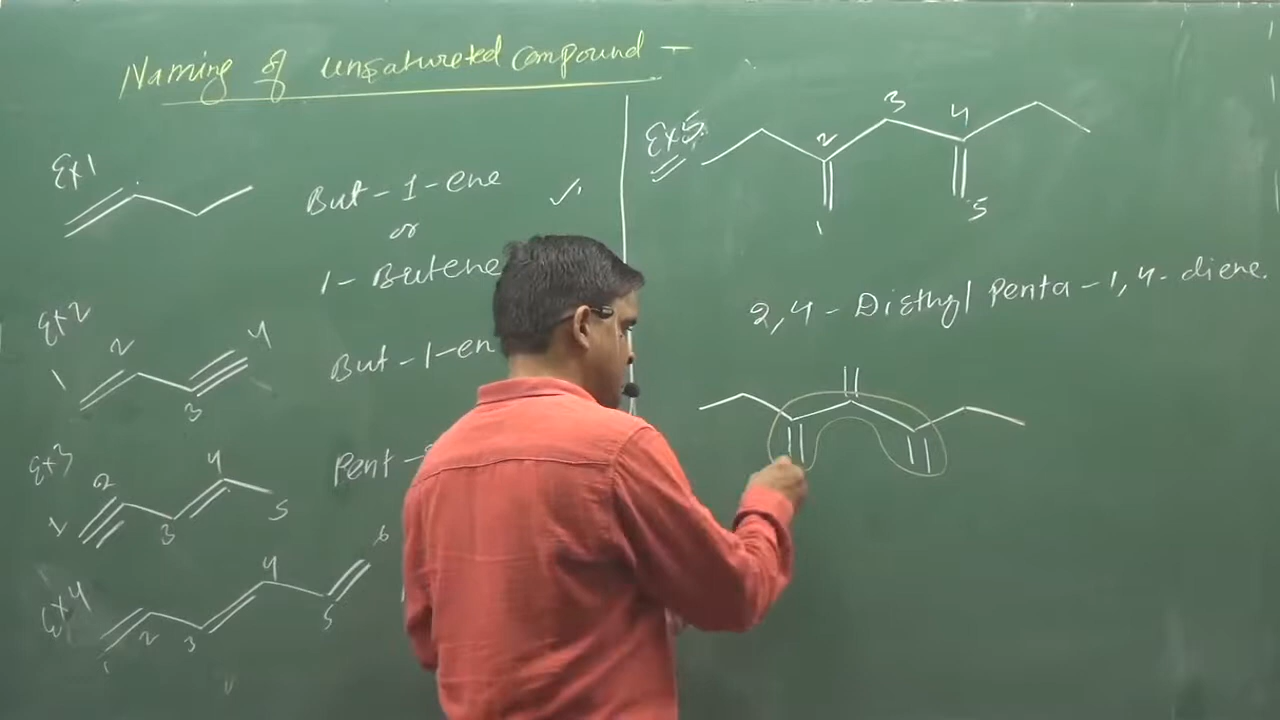 Naming of unsatureted compound -
Ex1
But-1-ene
or
1-Butene
Ex2
1 2 3 4
But-1-en
Ex3
1 2 3 4 5
Pent-
Ex4
1 2 3 4 5 6
Ex5.
1 2 3 4 5
2,4-Diethyl Penta-1,4-diene.